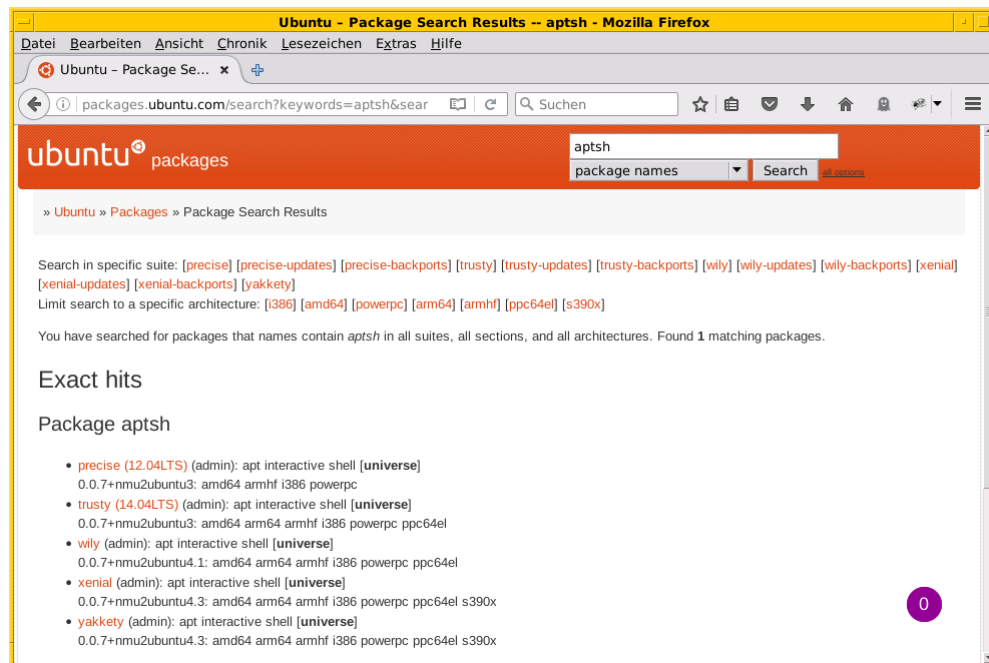 Ubuntu – Package Search Results -- aptsh - Mozilla Firefox
Datei Bearbeiten Ansicht Chronik Lesezeichen Extras Hilfe
Ubuntu – Package Se...
packages.ubuntu.com/search?keywords=aptsh&sear
Suchen
ubuntu packages
aptsh
package names
Search
all options
» Ubuntu » Packages » Package Search Results
Search in specific suite: [precise] [precise-updates] [precise-backports] [trusty] [trusty-updates] [trusty-backports] [wily] [wily-updates] [wily-backports] [xenial]
[xenial-updates] [xenial-backports] [yakkety]
Limit search to a specific architecture: [i386] [amd64] [powerpc] [arm64] [armhf] [ppc64el] [s390x]
You have searched for packages that names contain aptsh in all suites, all sections, and all architectures. Found 1 matching packages.
Exact hits
Package aptsh
• precise (12.04LTS) (admin): apt interactive shell [universe]
0.0.7+nmu2ubuntu3: amd64 armhf i386 powerpc
• trusty (14.04LTS) (admin): apt interactive shell [universe]
0.0.7+nmu2ubuntu3: amd64 arm64 armhf i386 powerpc ppc64el
• wily (admin): apt interactive shell [universe]
0.0.7+nmu2ubuntu4.1: amd64 arm64 armhf i386 powerpc ppc64el
• xenial (admin): apt interactive shell [universe]
0.0.7+nmu2ubuntu4.3: amd64 arm64 armhf i386 powerpc ppc64el s390x
• yakkety (admin): apt interactive shell [universe]
0.0.7+nmu2ubuntu4.3: amd64 arm64 armhf i386 powerpc ppc64el s390x
0